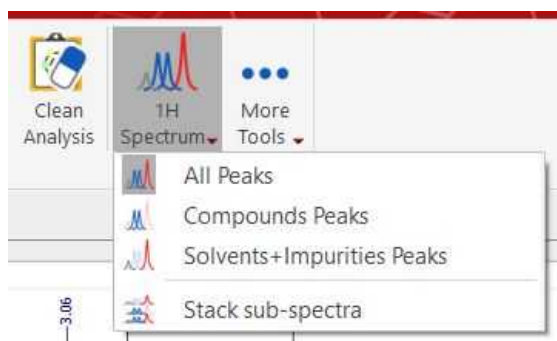 Clean
Analysis
1H
Spectrum
More
Tools
All Peaks
Compounds Peaks
Solvents+Impurities Peaks
Stack sub-spectra
3.06